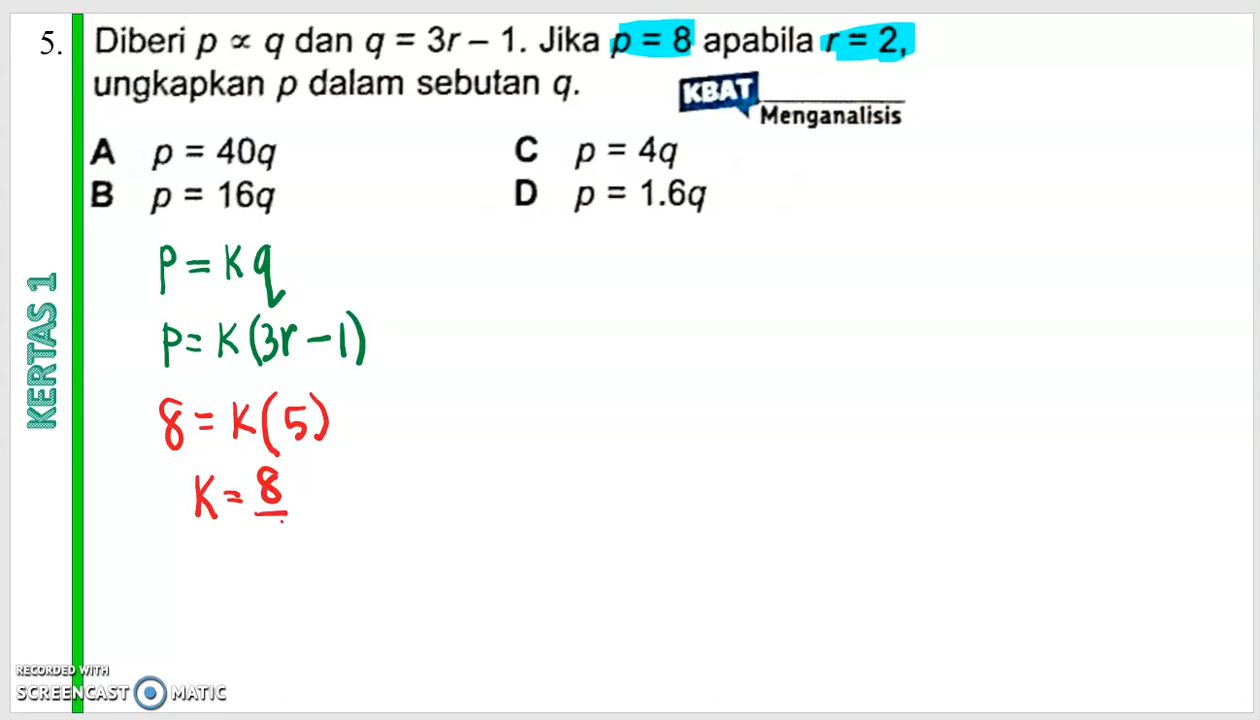 5. Diberi p ∝ q dan q = 3r – 1. Jika p = 8 apabila r = 2,
ungkapkan p dalam sebutan q.
KBAT
Menganalisis
A p = 40q
C p = 4q
B p = 16q
D p = 1.6q
P = K q
P = K (3r – 1)
8 = K (5)
K = 8
KERTAS 1
RECORDED WITH
SCREENCAST MATIC